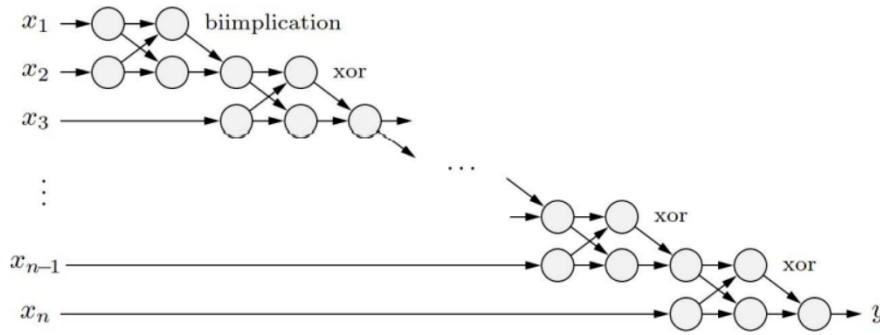 x₁ biimplication
x₂ xor
x₃
...
⋮ xor
xₙ₋₁ xor
xₙ y